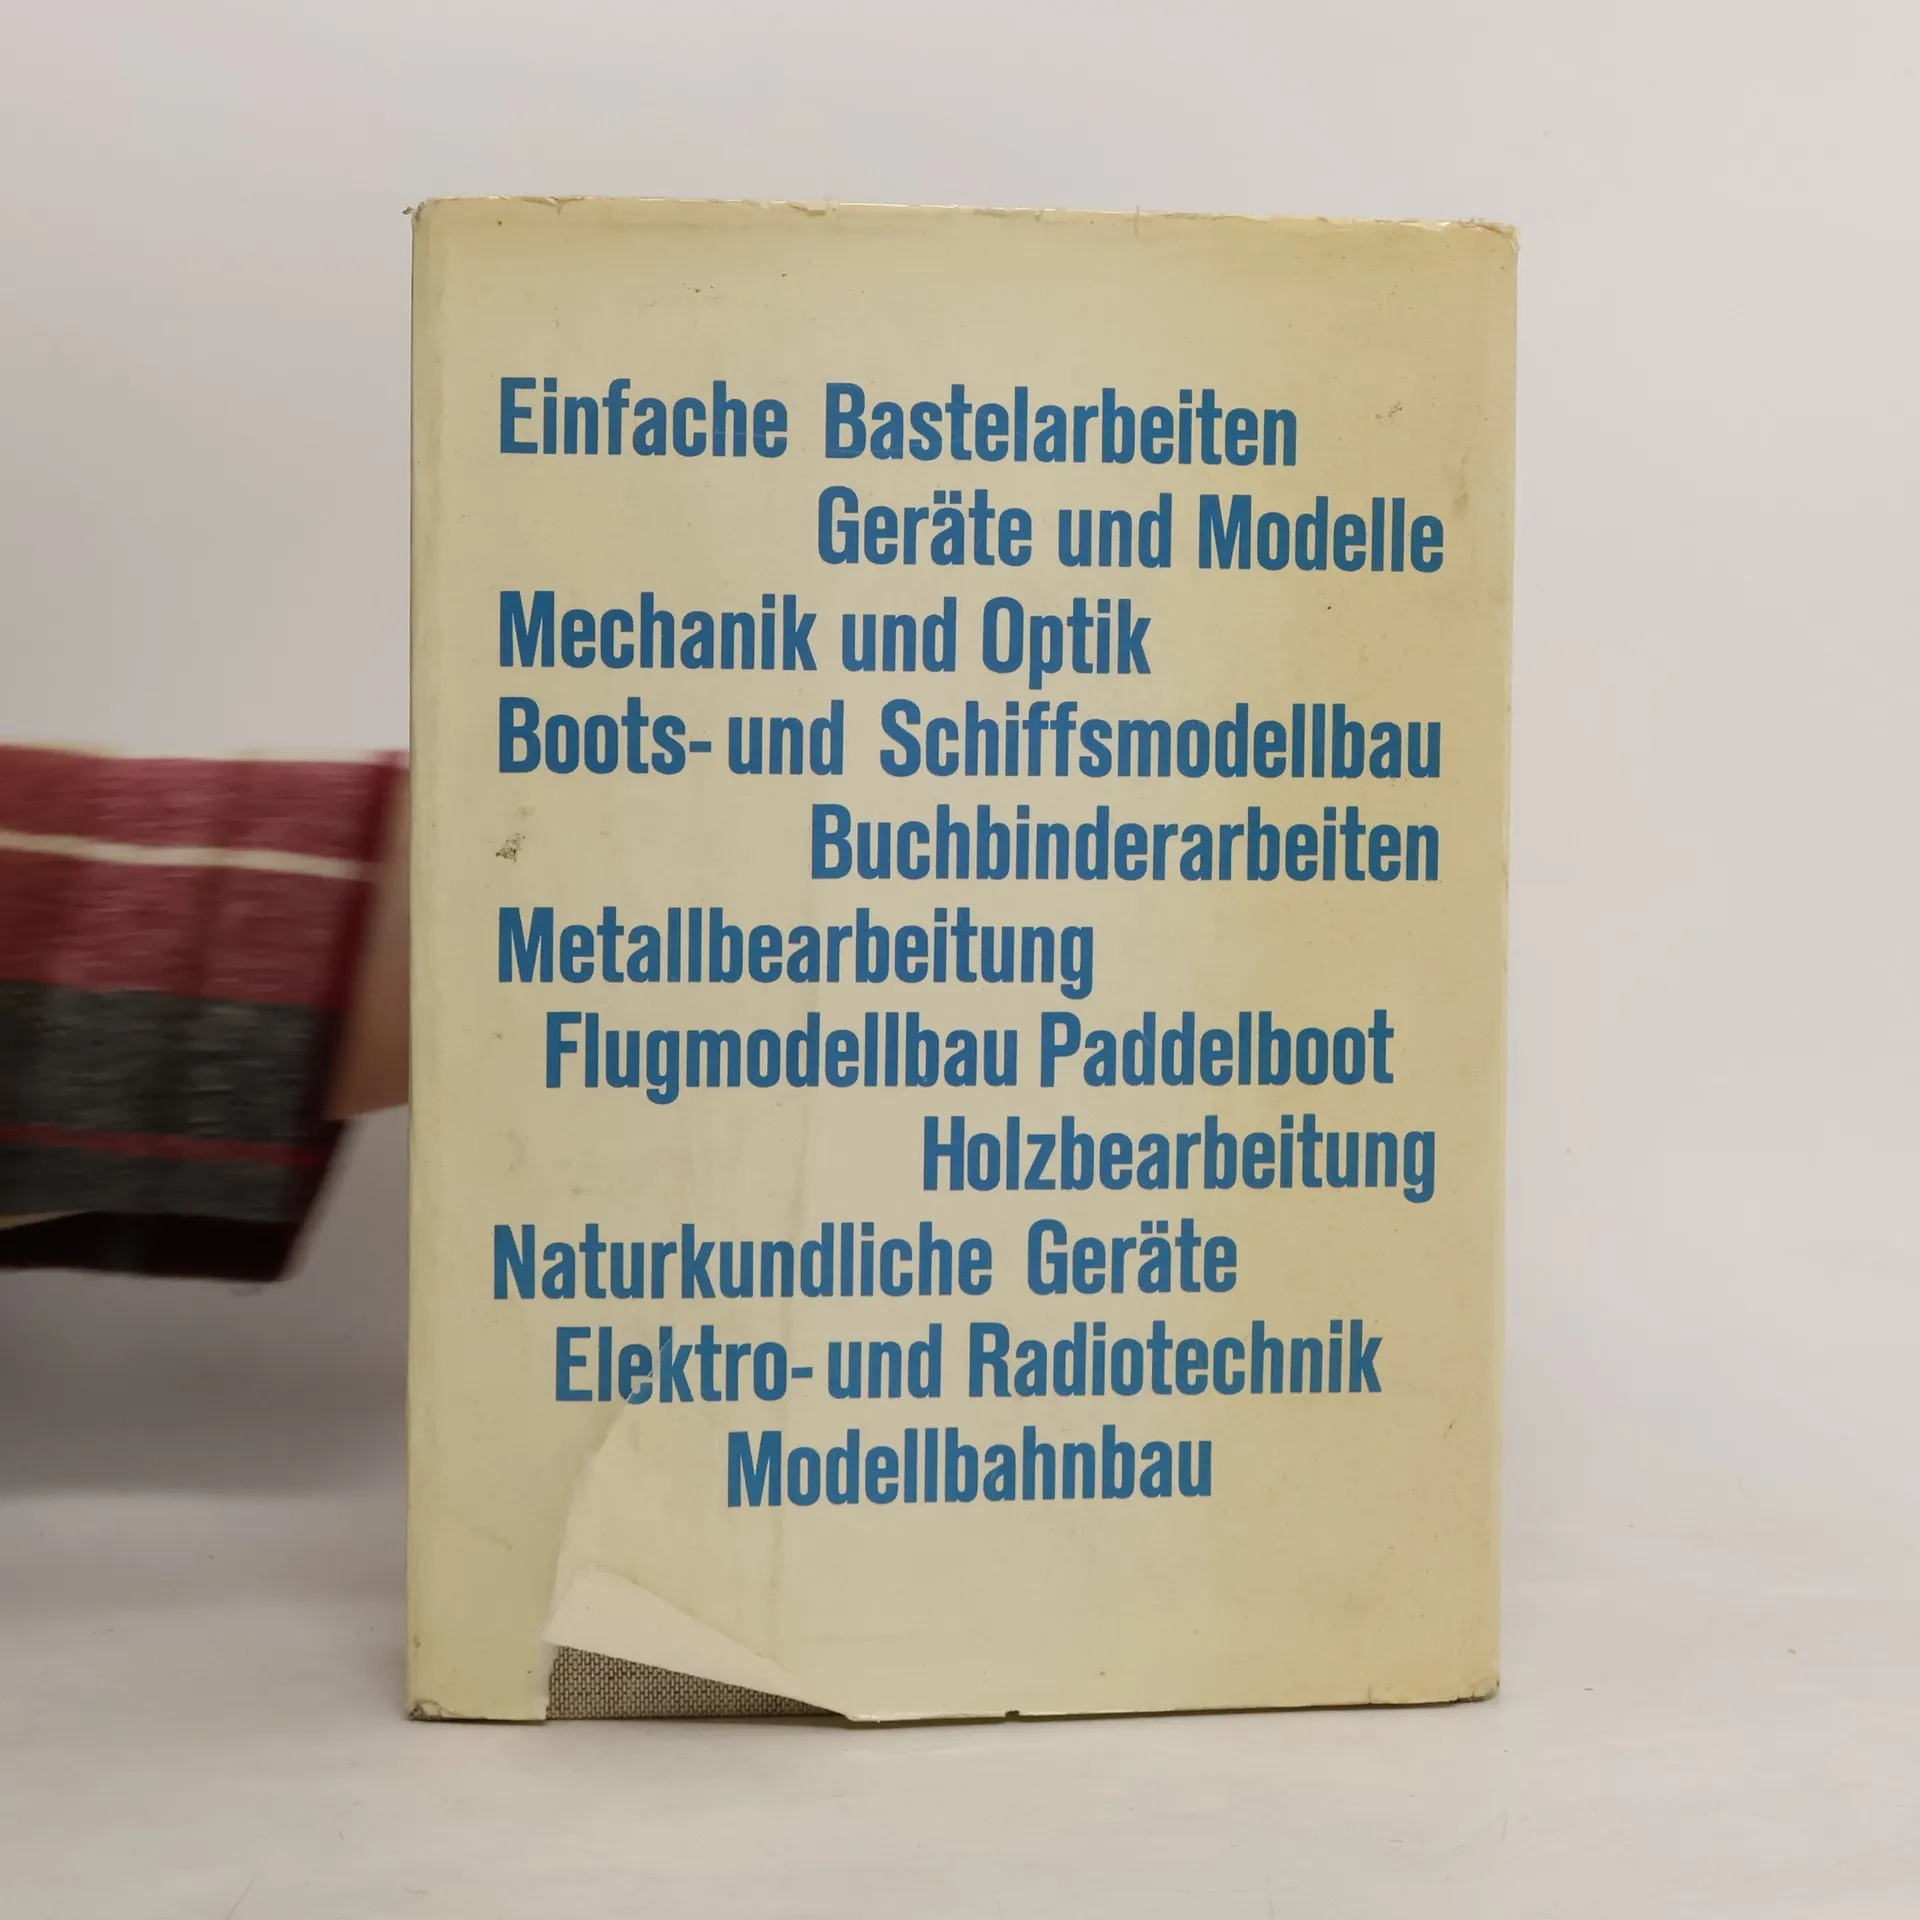 Einfache Bastelarbeiten
Geräte und Modelle
Mechanik und Optik
Boots- und Schiffsmodellbau
Buchbinderarbeiten
Metallbearbeitung
Flugmodellbau Paddelboot
Holzbearbeitung
Naturkundliche Geräte
Elektro- und Radiotechnik
Modellbahnbau